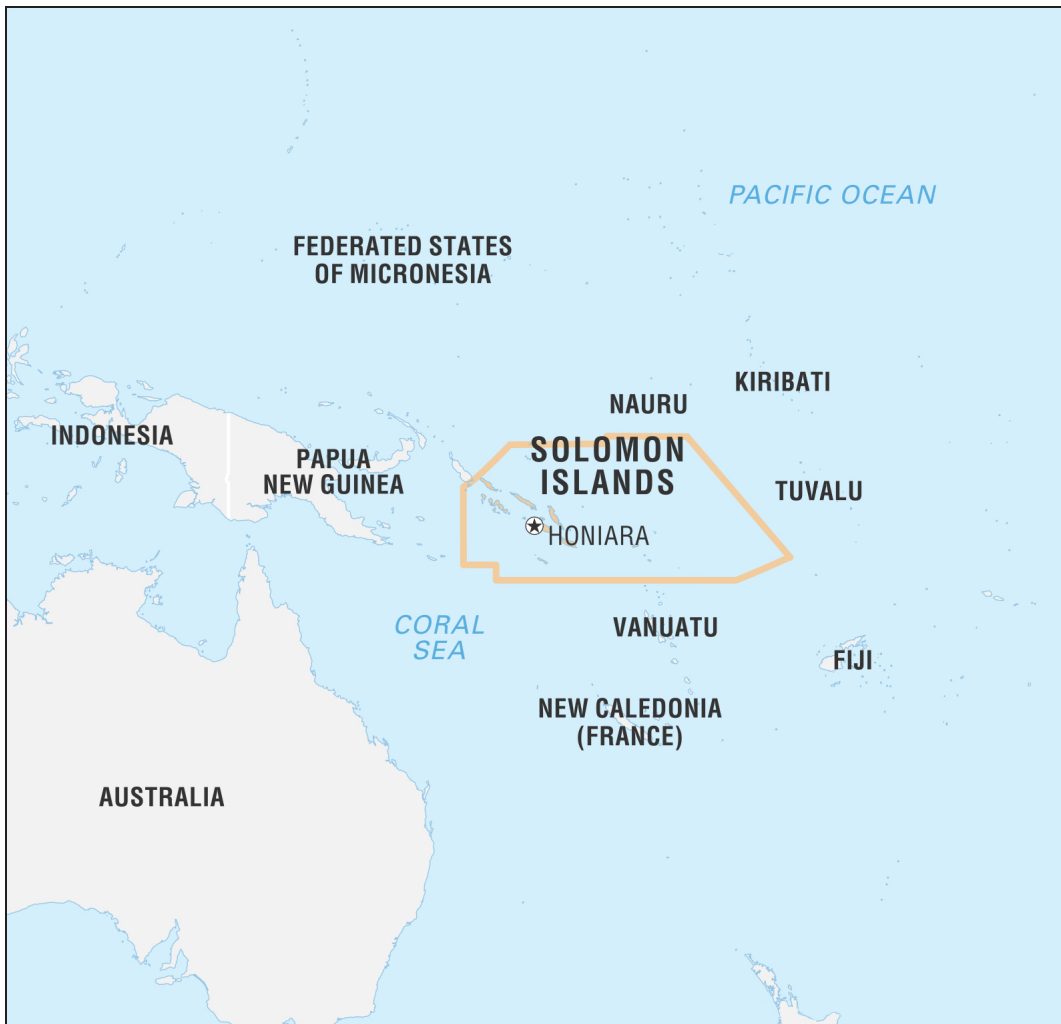 PACIFIC OCEAN
FEDERATED STATES
OF MICRONESIA
KIRIBATI
NAURU
INDONESIA
PAPUA
NEW GUINEA
SOLOMON
ISLANDS
TUVALU
HONIARA
CORAL
SEA
VANUATU
FIJI
NEW CALEDONIA
(FRANCE)
AUSTRALIA